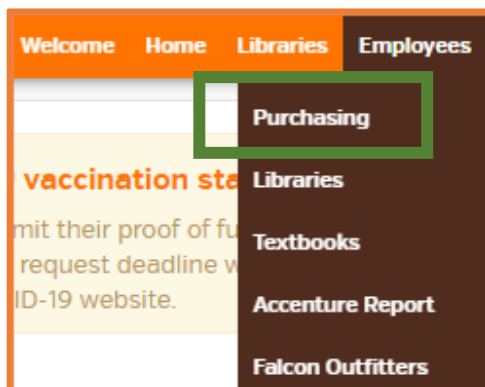 Welcome Home Libraries Employees
Purchasing
vaccination sta
Libraries
mit their proof of fu
Textbooks
request deadline w
ID-19 website.
Accenture Report
Falcon Outfitters